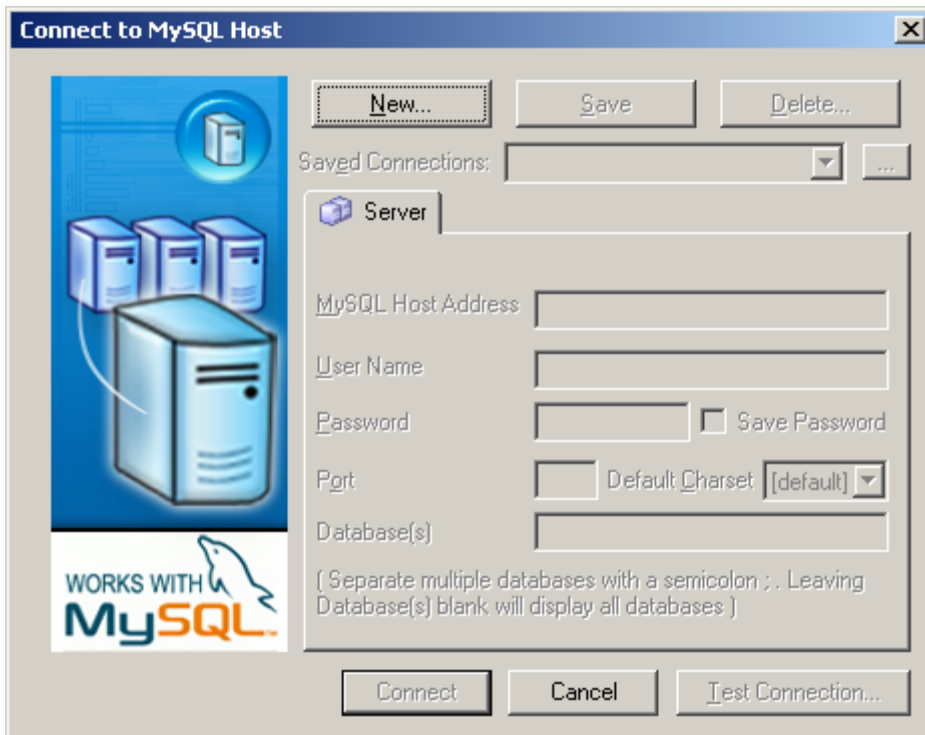 Connect to MySQL Host
New... Save Delete...
Saved Connections: ...
Server
MySQL Host Address
User Name
Password Save Password
Port Default Charset [default]
Database(s)
( Separate multiple databases with a semicolon ; . Leaving
Database(s) blank will display all databases )
WORKS WITH
MySQL™
Connect Cancel Test Connection...